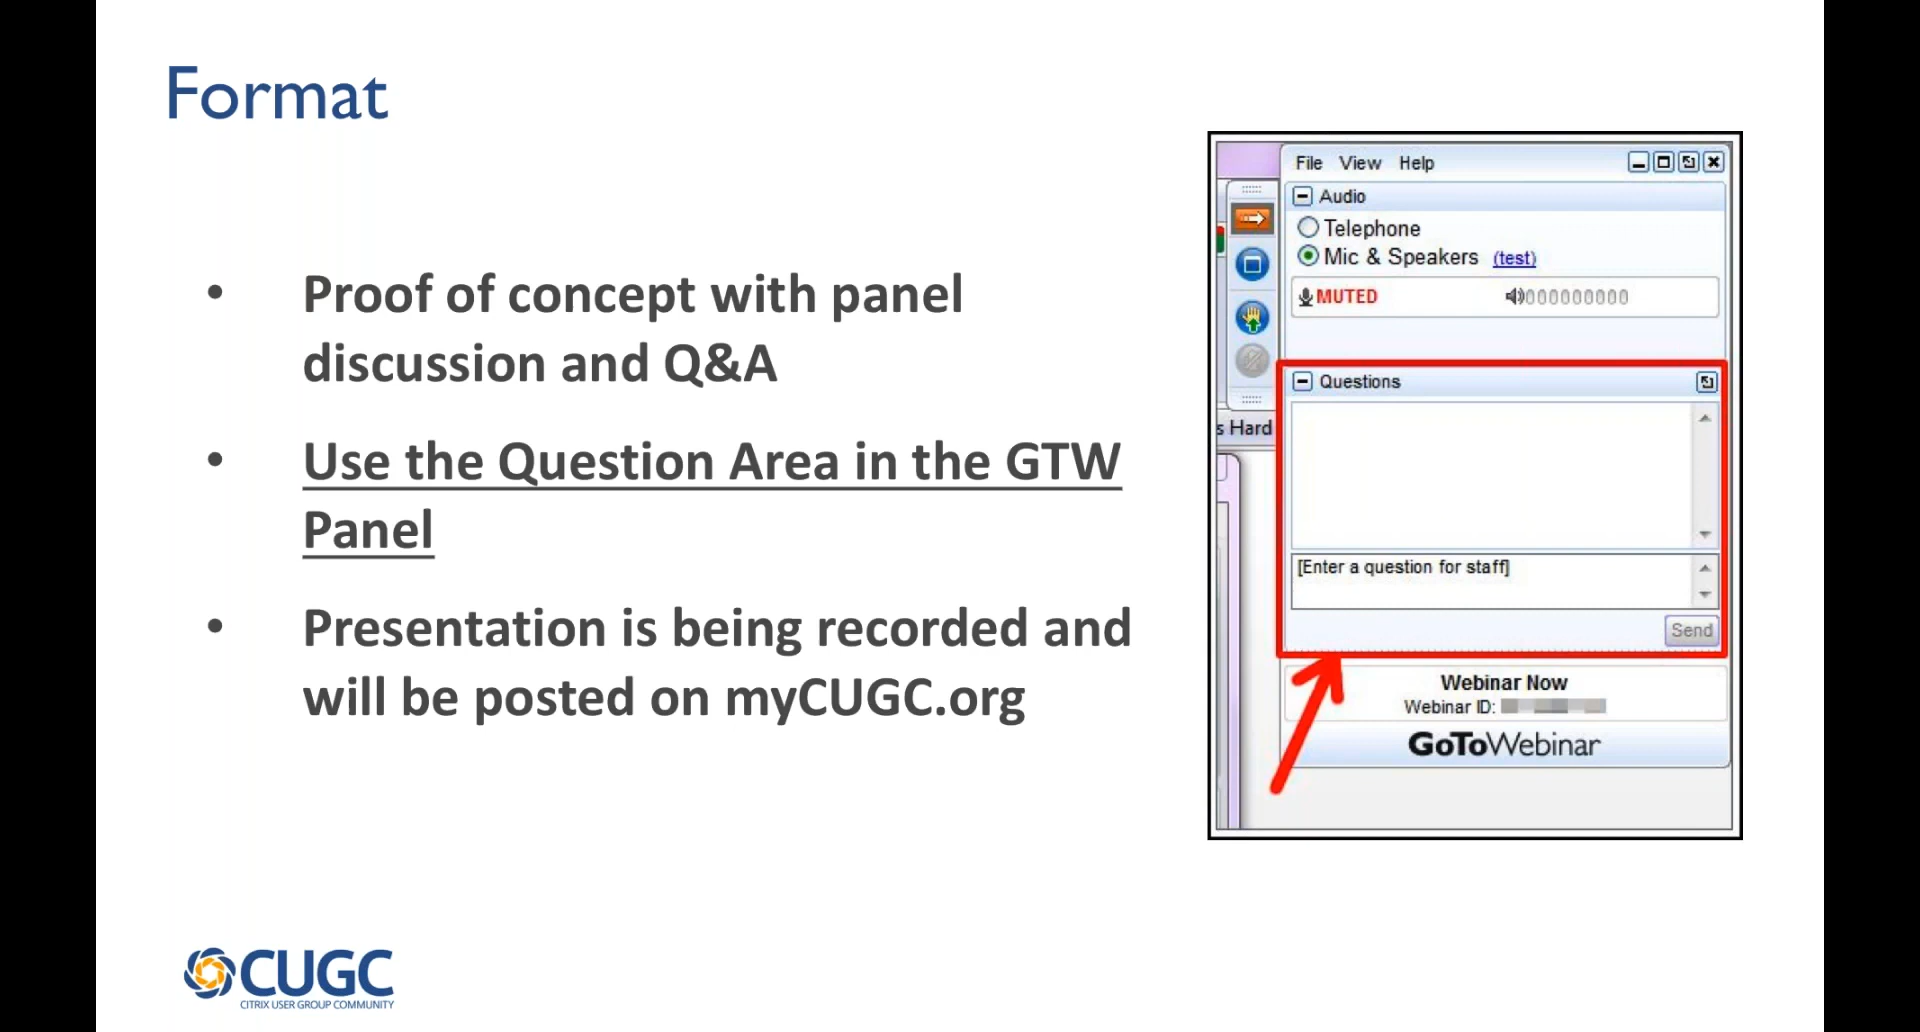 Format
• Proof of concept with panel
discussion and Q&A
• Use the Question Area in the GTW
Panel
• Presentation is being recorded and
will be posted on myCUGC.org
File View Help
Audio
Telephone
Mic & Speakers (test)
MUTED
Questions
s Hard
[Enter a question for staff]
Send
Webinar Now
Webinar ID:
GoToWebinar
CUGC
CITRIX USER GROUP COMMUNITY